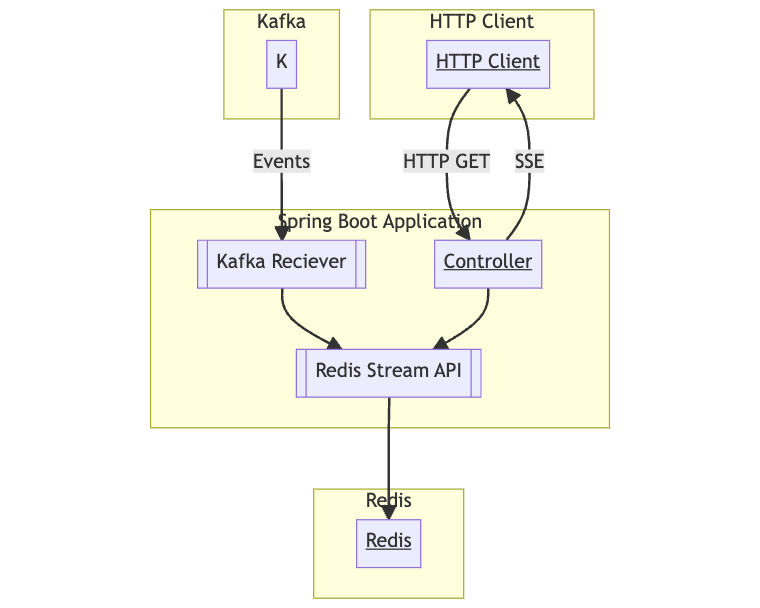 Kafka
HTTP Client
K
HTTP Client
Events
HTTP GET
SSE
Spring Boot Application
Kafka Reciever
Controller
Redis Stream API
Redis
Redis